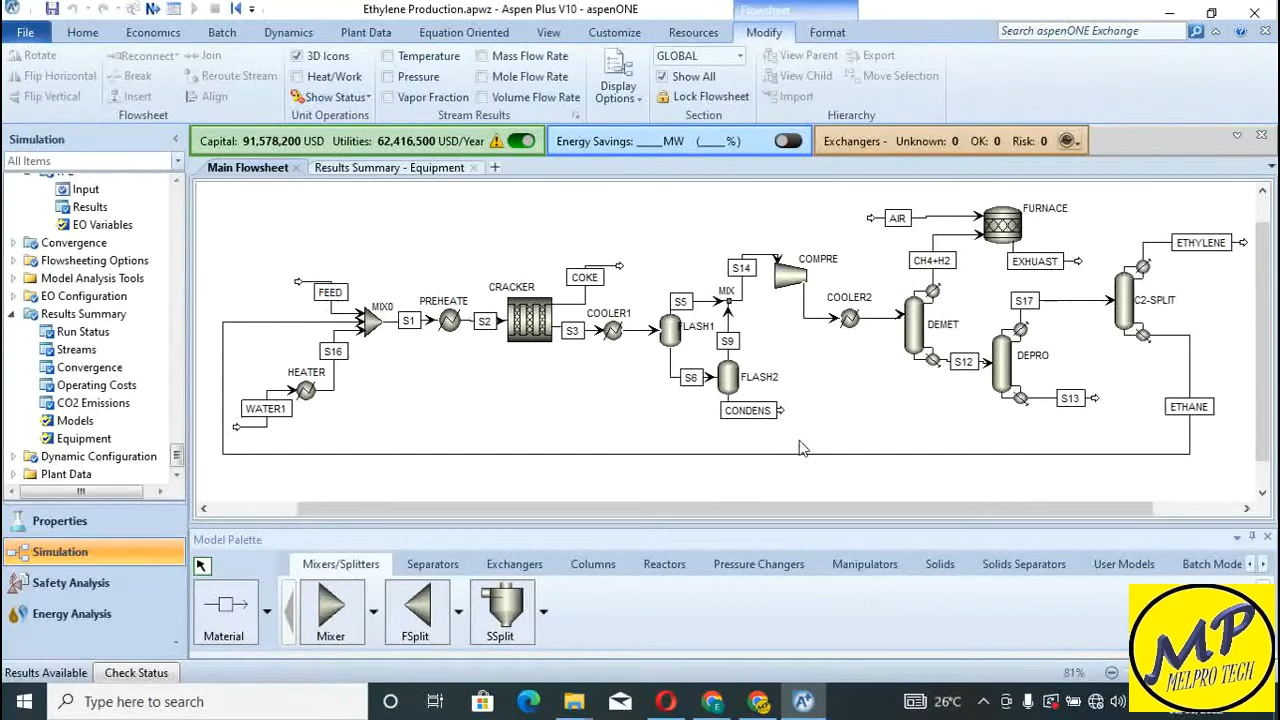 Ethylene Production.apwz - Aspen Plus V10 - aspenONE
Flowsheet
File Home Economics Batch Dynamics Plant Data Equation Oriented View Customize Resources Modify Format
Search aspenONE Exchange
Rotate Reconnect Join
Flip Horizontal Break Reroute Stream
Flip Vertical Insert Align
Flowsheet
3D Icons
Heat/Work
Show Status
Unit Operations
Temperature Mass Flow Rate
Pressure Mole Flow Rate
Vapor Fraction Volume Flow Rate
Stream Results
Display
Options
GLOBAL
Show All
Lock Flowsheet
Section
View Parent Export
View Child Move Selection
Import
Hierarchy
Simulation
Capital: 91,578,200 USD Utilities: 62,416,500 USD/Year
Energy Savings: ____ MW (____ %)
Exchangers - Unknown: 0 OK: 0 Risk: 0
All Items
Main Flowsheet
Results Summary - Equipment
Input
Results
EO Variables
Convergence
Flowsheeting Options
Model Analysis Tools
EO Configuration
Results Summary
Run Status
Streams
Convergence
Operating Costs
CO2 Emissions
Models
Equipment
Dynamic Configuration
Plant Data
Properties
Simulation
Safety Analysis
Energy Analysis
FEED
MIX0
S1
PREHEATE
S2
CRACKER
COKE
S3
COOLER1
S16
HEATER
WATER1
S5
FLASH1
S6
MIX
S9
FLASH2
CONDENS
S14
COMPRE
COOLER2
AIR
FURNACE
CH4+H2
EXHUAST
DEMET
S12
DEPRO
S17
S13
ETHYLENE
C2-SPLIT
ETHANE
Model Palette
Mixers/Splitters Separators Exchangers Columns Reactors Pressure Changers Manipulators Solids Solids Separators User Models Batch Mode
Material Mixer FSplit SSplit
Results Available Check Status
81%
Type here to search
26°C
MP
MELPRO TECH